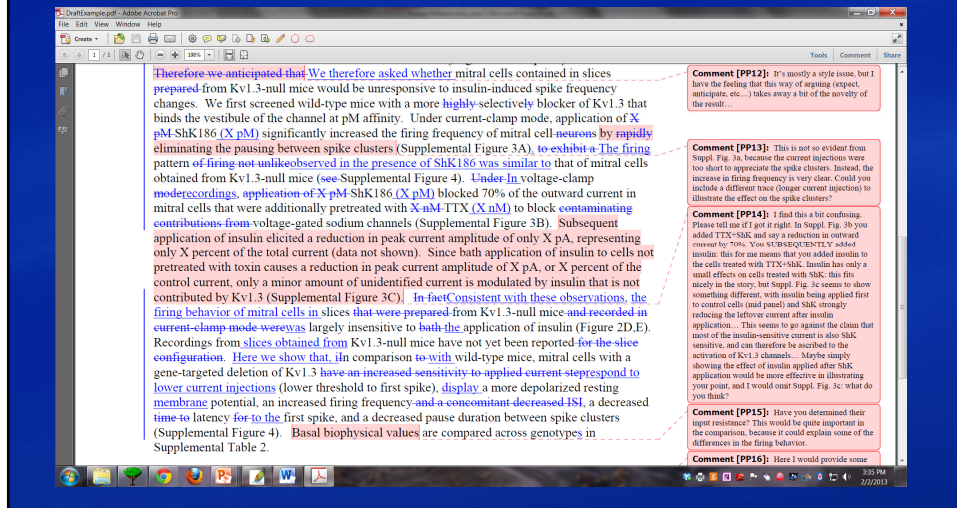 DraftExample.pdf - Adobe Acrobat Pro
File Edit View Window Help
Create
1 / 1 198% Tools Comment Share
Therefore we anticipated that We therefore asked whether mitral cells contained in slices
prepared from Kv1.3-null mice would be unresponsive to insulin-induced spike frequency
changes. We first screened wild-type mice with a more highly selectively blocker of Kv1.3 that
binds the vestibule of the channel at pM affinity. Under current-clamp mode, application of X
pM ShK186 (X pM) significantly increased the firing frequency of mitral cell neurons by rapidly
eliminating the pausing between spike clusters (Supplemental Figure 3A), to exhibit a The firing
pattern of firing not unlikeobserved in the presence of ShK186 was similar to that of mitral cells
obtained from Kv1.3-null mice (see Supplemental Figure 4). Under In voltage-clamp
moderecordings, application of X pM ShK186 (X pM) blocked 70% of the outward current in
mitral cells that were additionally pretreated with X nM TTX (X nM) to block contaminating
contributions from voltage-gated sodium channels (Supplemental Figure 3B). Subsequent
application of insulin elicited a reduction in peak current amplitude of only X pA, representing
only X percent of the total current (data not shown). Since bath application of insulin to cells not
pretreated with toxin causes a reduction in peak current amplitude of X pA, or X percent of the
control current, only a minor amount of unidentified current is modulated by insulin that is not
contributed by Kv1.3 (Supplemental Figure 3C). In factConsistent with these observations, the
firing behavior of mitral cells in slices that were prepared from Kv1.3-null mice and recorded in
current-clamp mode werewas largely insensitive to bath the application of insulin (Figure 2D,E).
Recordings from slices obtained from Kv1.3-null mice have not yet been reported for the slice
configuration. Here we show that, iIn comparison to with wild-type mice, mitral cells with a
gene-targeted deletion of Kv1.3 have an increased sensitivity to applied current steprespond to
lower current injections (lower threshold to first spike), display a more depolarized resting
membrane potential, an increased firing frequency and a concomitant decreased ISI, a decreased
time to latency for to the first spike, and a decreased pause duration between spike clusters
(Supplemental Figure 4). Basal biophysical values are compared across genotypes in
Supplemental Table 2.
Comment [PP12]: It's mostly a style issue, but I
have the feeling that this way of arguing (expect,
anticipate, etc…) takes away a bit of the novelty of
the result…
Comment [PP13]: This is not so evident from
Suppl. Fig. 3a, because the current injections were
too short to appreciate the spike clusters. Instead, the
increase in firing frequency is very clear. Could you
include a different trace (longer current injection) to
illustrate the effect on the spike clusters?
Comment [PP14]: I find this a bit confusing.
Please tell me if I got it right. In Suppl. Fig. 3b you
added TTX+ShK and say a reduction in outward
current by 70%. You SUBSEQUENTLY added
insulin: this for me means that you added insulin to
the cells treated with TTX+ShK. Insulin has only a
small effects on cells treated with ShK: this fits
nicely in the story, but Suppl. Fig. 3c seems to show
something different, with insulin being applied first
to control cells (mid panel) and ShK strongly
reducing the leftover current after insulin
application… This seems to go against the claim that
most of the insulin-sensitive current is also ShK
sensitive, and can therefore be ascribed to the
activation of Kv1.3 channels… Maybe simply
showing the effect of insulin applied after ShK
application would be more effective in illustrating
your point, and I would omit Suppl. Fig. 3c: what do
you think?
Comment [PP15]: Have you determined their
input resistance? This would be quite important in
the comparison, because it could explain some of the
differences in the firing behavior.
Comment [PP16]: Here I would provide some
3:35 PM
2/2/2013